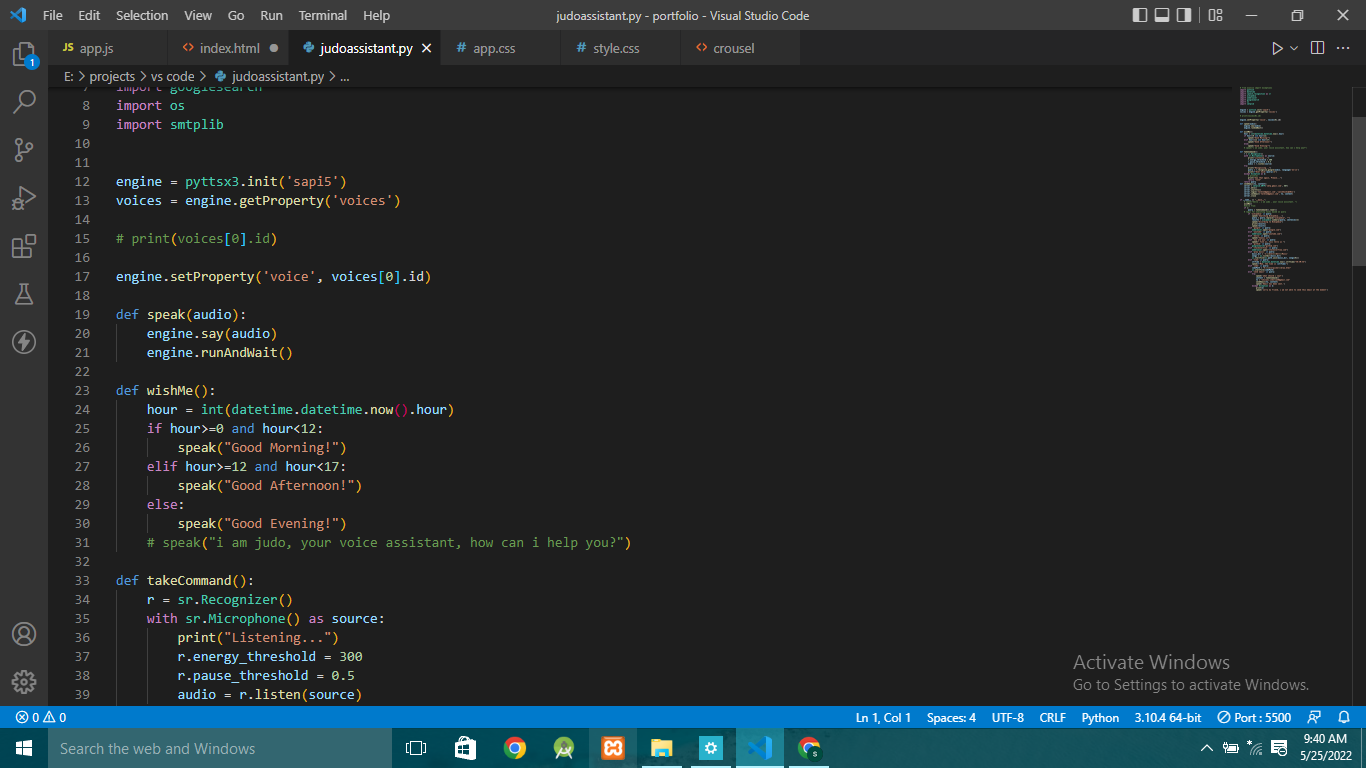 File Edit Selection View Go Run Terminal Help judoassistant.py - portfolio - Visual Studio Code
JS app.js <> index.html judoassistant.py # app.css # style.css <> crousel
E: > projects > vs code > judoassistant.py > ...
7 import googlesearch
8 import os
9 import smtplib
10
11
12 engine = pyttsx3.init('sapi5')
13 voices = engine.getProperty('voices')
14
15 # print(voices[0].id)
16
17 engine.setProperty('voice', voices[0].id)
18
19 def speak(audio):
20     engine.say(audio)
21     engine.runAndWait()
22
23 def wishMe():
24     hour = int(datetime.datetime.now().hour)
25     if hour>=0 and hour<12:
26         speak("Good Morning!")
27     elif hour>=12 and hour<17:
28         speak("Good Afternoon!")
29     else:
30         speak("Good Evening!")
31     # speak("i am judo, your voice assistant, how can i help you?")
32
33 def takeCommand():
34     r = sr.Recognizer()
35     with sr.Microphone() as source:
36         print("Listening...")
37         r.energy_threshold = 300
38         r.pause_threshold = 0.5
39         audio = r.listen(source)
1
Activate Windows
Go to Settings to activate Windows.
0 0 Ln 1, Col 1 Spaces: 4 UTF-8 CRLF Python 3.10.4 64-bit Port : 5500
Search the web and Windows
9:40 AM
5/25/2022